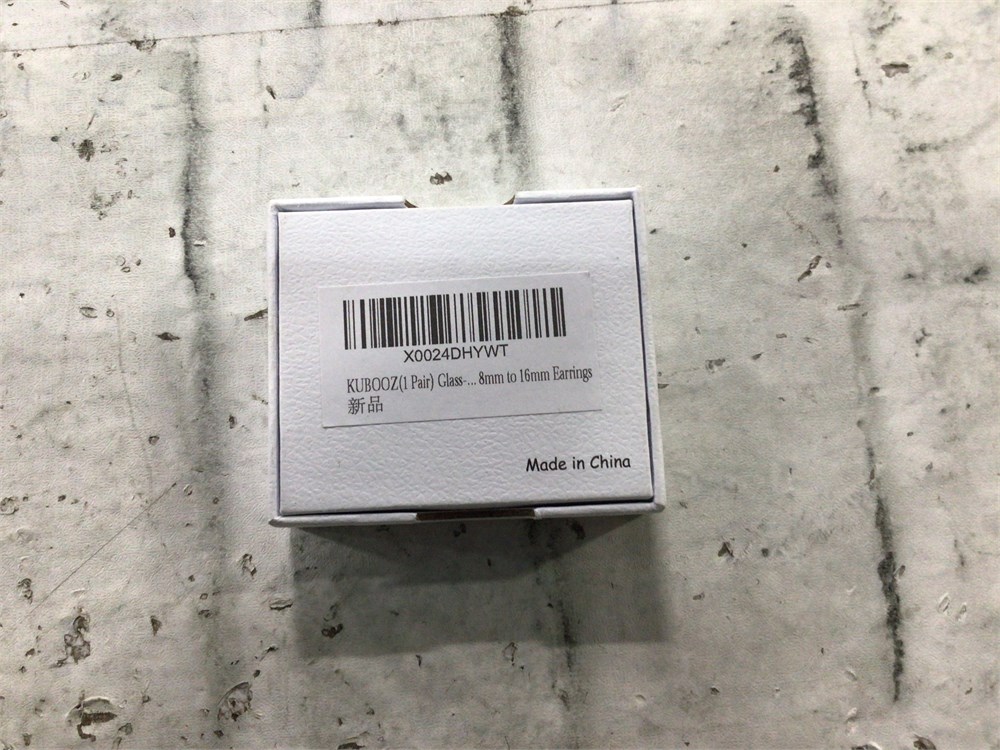 X0024DHYWT
KUBOOZ(1 Pair) Glass-... 8mm to 16mm Earrings
新品
Made in China